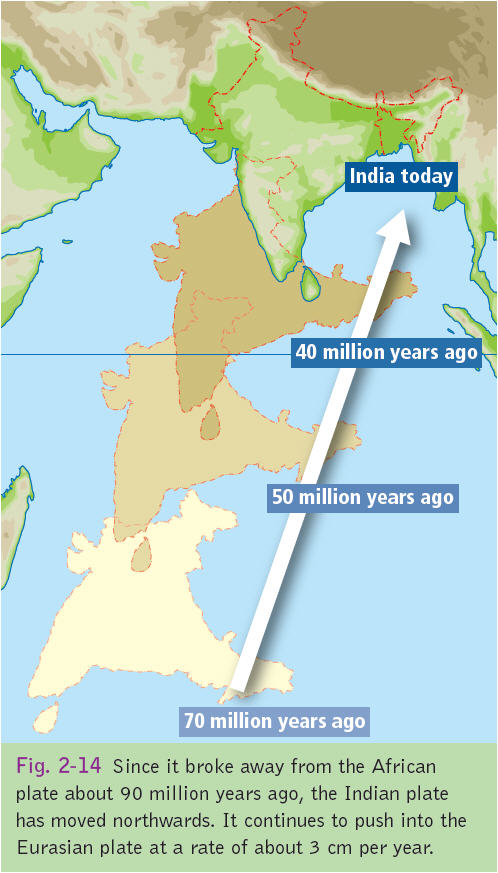 India today
40 million years ago
50 million years ago
70 million years ago
Fig. 2-14 Since it broke away from the African
plate about 90 million years ago, the Indian plate
has moved northwards. It continues to push into the
Eurasian plate at a rate of about 3 cm per year.